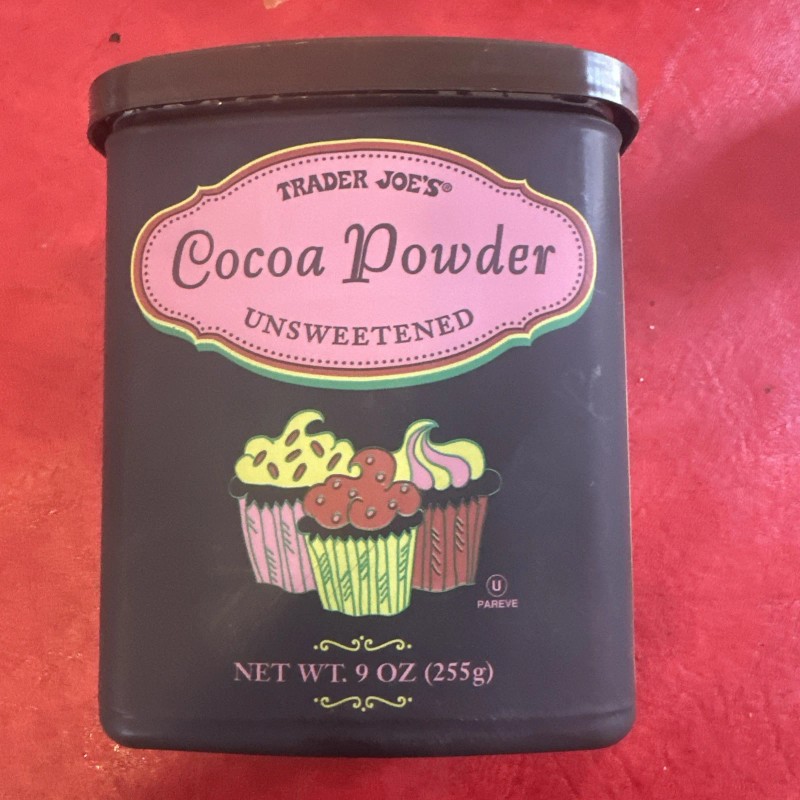 TRADER JOE'S®
Cocoa Powder
UNSWEETENED
U
PAREVE
NET WT. 9 OZ (255g)